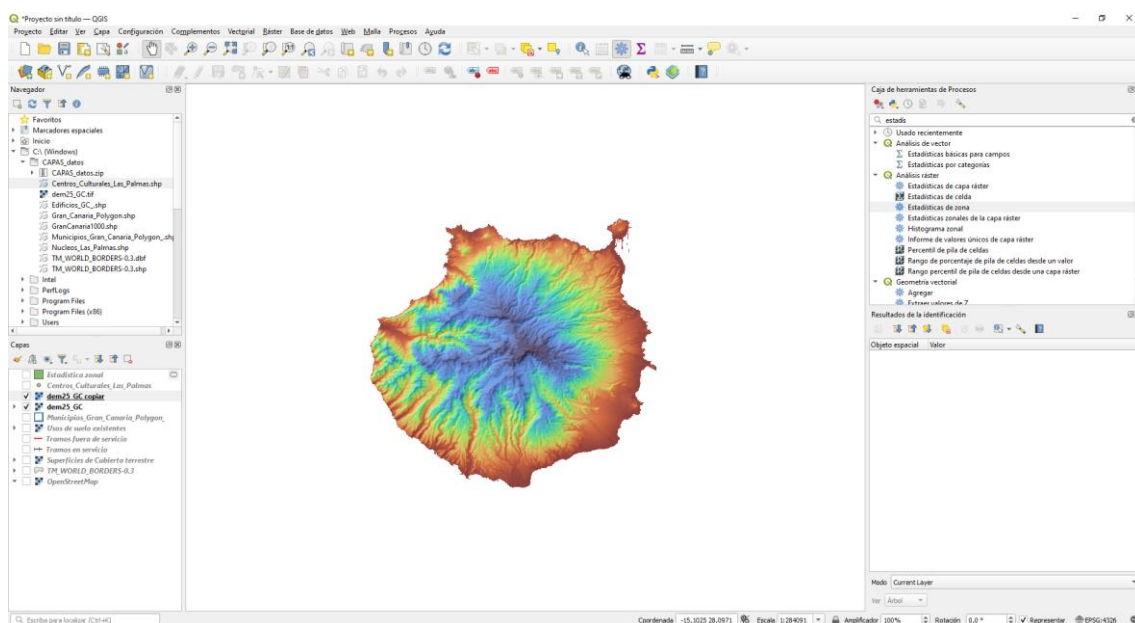 *Proyecto sin título — QGIS
Proyecto Editar Ver Capa Configuración Complementos Vectorial Ráster Base de datos Web Malla Procesos Ayuda
Navegador
Favoritos
Marcadores espaciales
Inicio
C:\ (Windows)
CAPAS_datos
CAPAS_datos.zip
Centros_Culturales_Las_Palmas.shp
dem25_GC.tif
Edificios_GC_.shp
Gran_Canaria_Polygon.shp
GranCanaria1000.shp
Municipios_Gran_Canaria_Polygon_.shp
Nucleos_Las_Palmas.shp
TM_WORLD_BORDERS-0.3.dbf
TM_WORLD_BORDERS-0.3.shp
Intel
PerfLogs
Program Files
Program Files (x86)
Users
Capas
Estadística zonal
Centros_Culturales_Las_Palmas
dem25_GC copiar
dem25_GC
Municipios_Gran_Canaria_Polygon_
Usos de suelo existentes
Tramos fuera de servicio
Tramos en servicio
Superficies de Cubierta terrestre
TM_WORLD_BORDERS-0.3
OpenStreetMap
Caja de herramientas de Procesos
estadis
Usado recientemente
Análisis de vector
Estadísticas básicas para campos
Estadísticas por categorías
Análisis ráster
Estadísticas de capa ráster
Estadísticas de celda
Estadísticas de zona
Estadísticas zonales de la capa ráster
Histograma zonal
Informe de valores únicos de capa ráster
Percentil de pila de celdas
Rango de porcentaje de pila de celdas desde un valor
Rango percentil de pila de celdas desde una capa ráster
Geometría vectorial
Agregar
Extraer valores de Z
Resultados de la identificación
Objeto espacial Valor
Modo Current Layer
Ver Árbol
Escriba para localizar (Ctrl+K)
Coordenada -15.1025 28.0971 Escala 1:284091 Amplificador 100% Rotación 0,0 ° Representar EPSG:4326